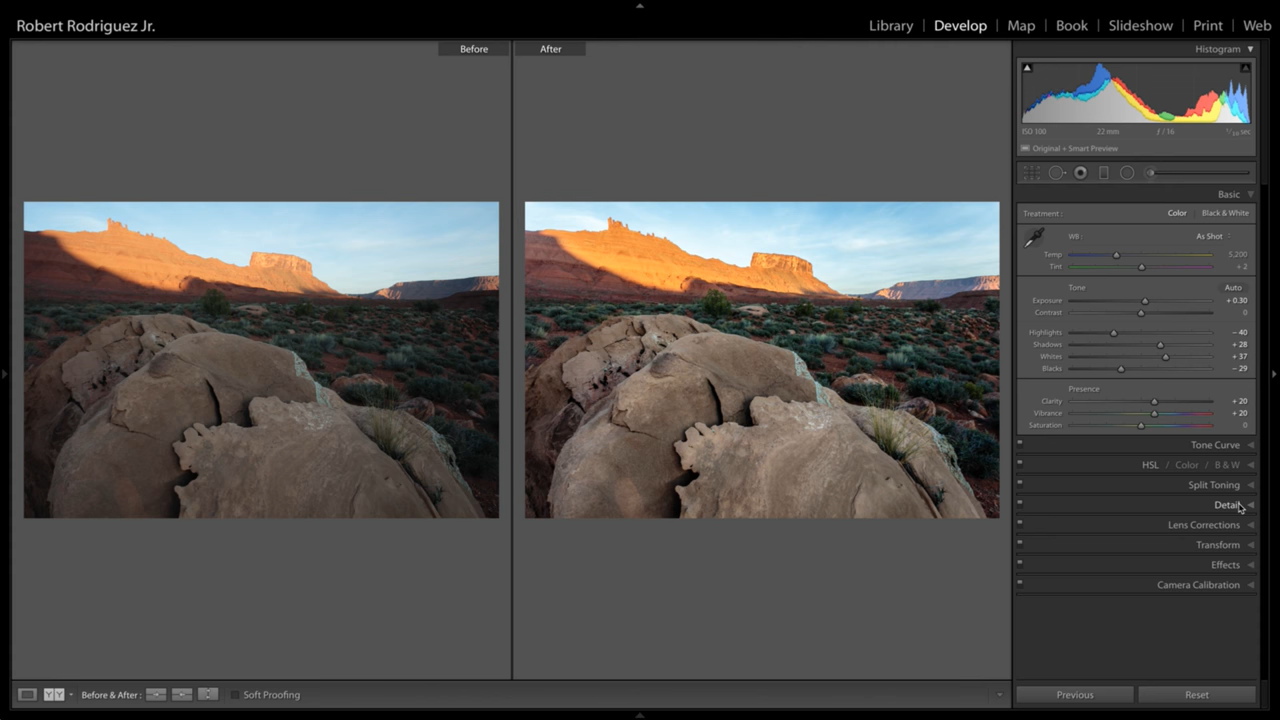 Robert Rodriguez Jr.
Library | Develop | Map | Book | Slideshow | Print | Web
Before
After
Histogram
ISO 100 22 mm ƒ / 16 sec
Original + Smart Preview
Basic
Treatment : Color Black & White
WB : As Shot
Temp 5,200
Tint + 2
Tone Auto
Exposure + 0.30
Contrast 0
Highlights − 40
Shadows + 28
Whites + 37
Blacks − 29
Presence
Clarity + 20
Vibrance + 20
Saturation 0
Tone Curve
HSL / Color / B & W
Split Toning
Detail
Lens Corrections
Transform
Effects
Camera Calibration
YY Before & After : Soft Proofing
Previous Reset